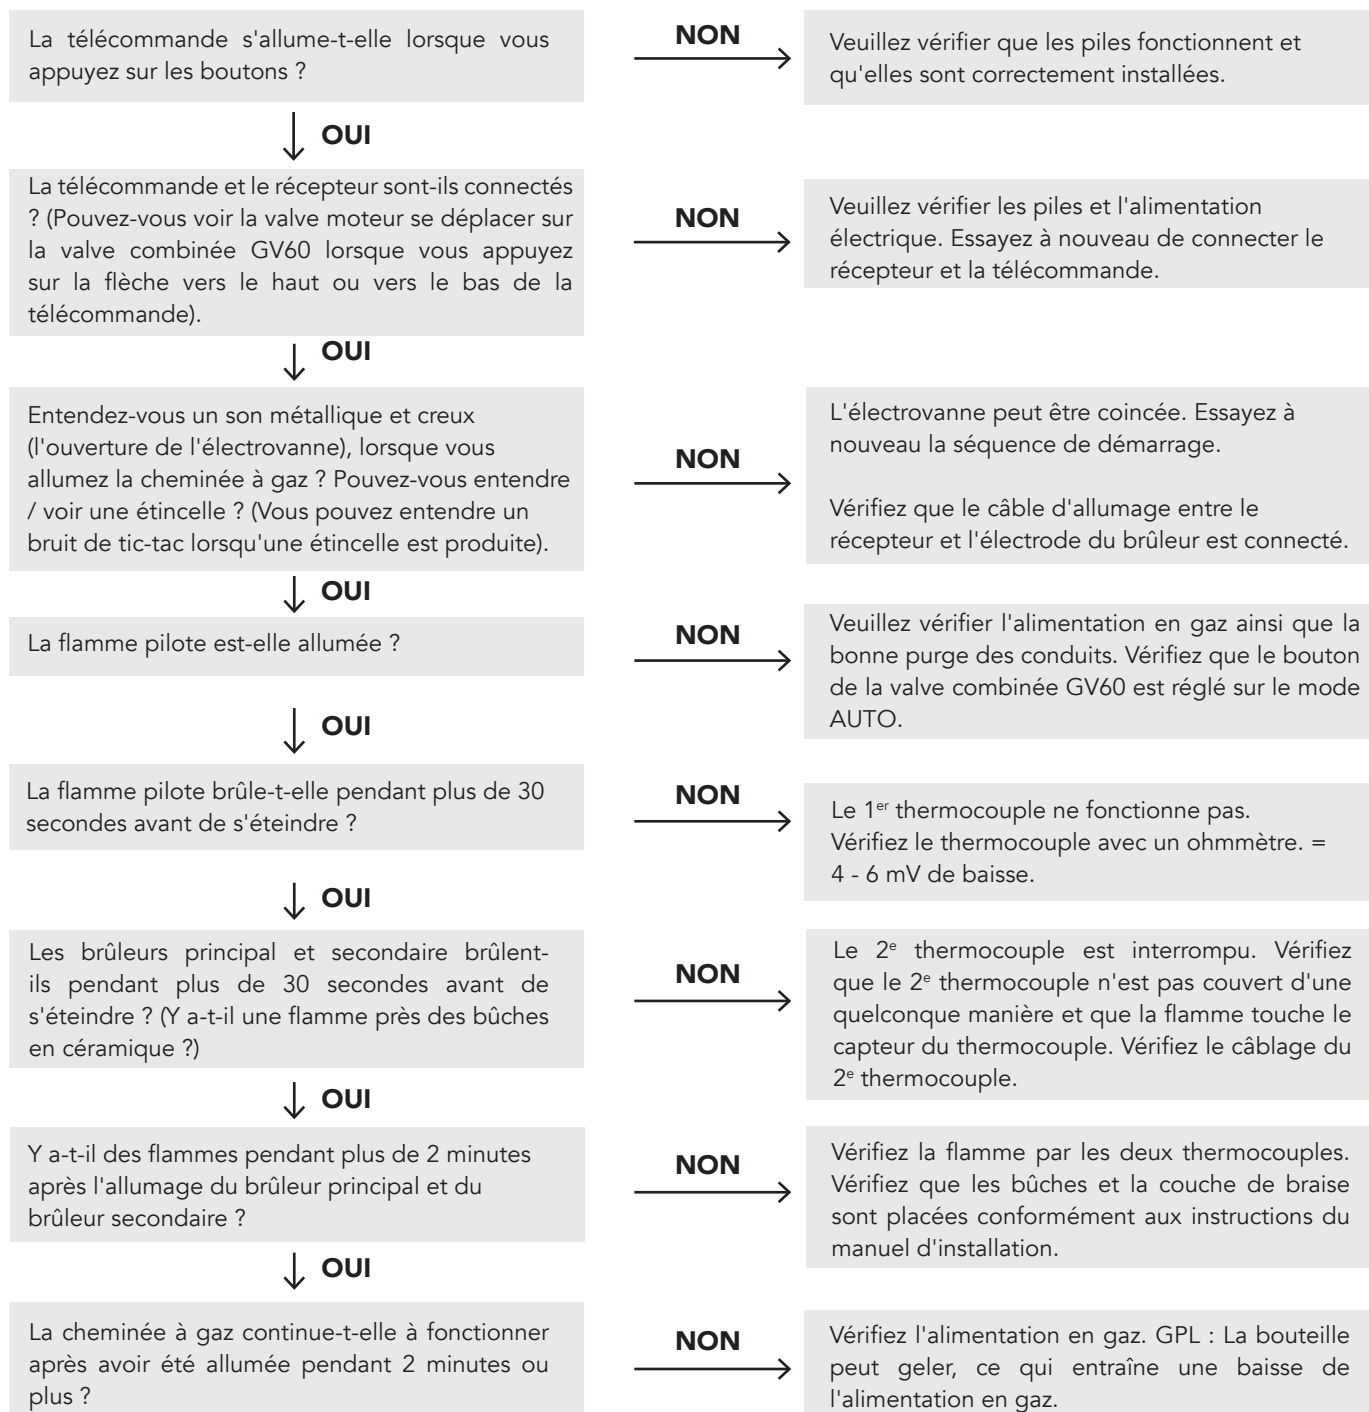 La télécommande s'allume-t-elle lorsque vous
appuyez sur les boutons ?
NON
Veuillez vérifier que les piles fonctionnent et
qu'elles sont correctement installées.
OUI
La télécommande et le récepteur sont-ils connectés
? (Pouvez-vous voir la valve moteur se déplacer sur
la valve combinée GV60 lorsque vous appuyez
sur la flèche vers le haut ou vers le bas de la
télécommande).
NON
Veuillez vérifier les piles et l'alimentation
électrique. Essayez à nouveau de connecter le
récepteur et la télécommande.
OUI
Entendez-vous un son métallique et creux
(l'ouverture de l'électrovanne), lorsque vous
allumez la cheminée à gaz ? Pouvez-vous entendre
/ voir une étincelle ? (Vous pouvez entendre un
bruit de tic-tac lorsqu'une étincelle est produite).
NON
L'électrovanne peut être coincée. Essayez à
nouveau la séquence de démarrage.
Vérifiez que le câble d'allumage entre le
récepteur et l'électrode du brûleur est connecté.
OUI
La flamme pilote est-elle allumée ?
NON
Veuillez vérifier l'alimentation en gaz ainsi que la
bonne purge des conduits. Vérifiez que le bouton
de la valve combinée GV60 est réglé sur le mode
AUTO.
OUI
La flamme pilote brûle-t-elle pendant plus de 30
secondes avant de s'éteindre ?
NON
Le 1er thermocouple ne fonctionne pas.
Vérifiez le thermocouple avec un ohmmètre. =
4 - 6 mV de baisse.
OUI
Les brûleurs principal et secondaire brûlent-
ils pendant plus de 30 secondes avant de
s'éteindre ? (Y a-t-il une flamme près des bûches
en céramique ?)
NON
Le 2e thermocouple est interrompu. Vérifiez
que le 2e thermocouple n'est pas couvert d'une
quelconque manière et que la flamme touche le
capteur du thermocouple. Vérifiez le câblage du
2e thermocouple.
OUI
Y a-t-il des flammes pendant plus de 2 minutes
après l'allumage du brûleur principal et du
brûleur secondaire ?
NON
Vérifiez la flamme par les deux thermocouples.
Vérifiez que les bûches et la couche de braise
sont placées conformément aux instructions du
manuel d'installation.
OUI
La cheminée à gaz continue-t-elle à fonctionner
après avoir été allumée pendant 2 minutes ou
plus ?
NON
Vérifiez l'alimentation en gaz. GPL : La bouteille
peut geler, ce qui entraîne une baisse de
l'alimentation en gaz.